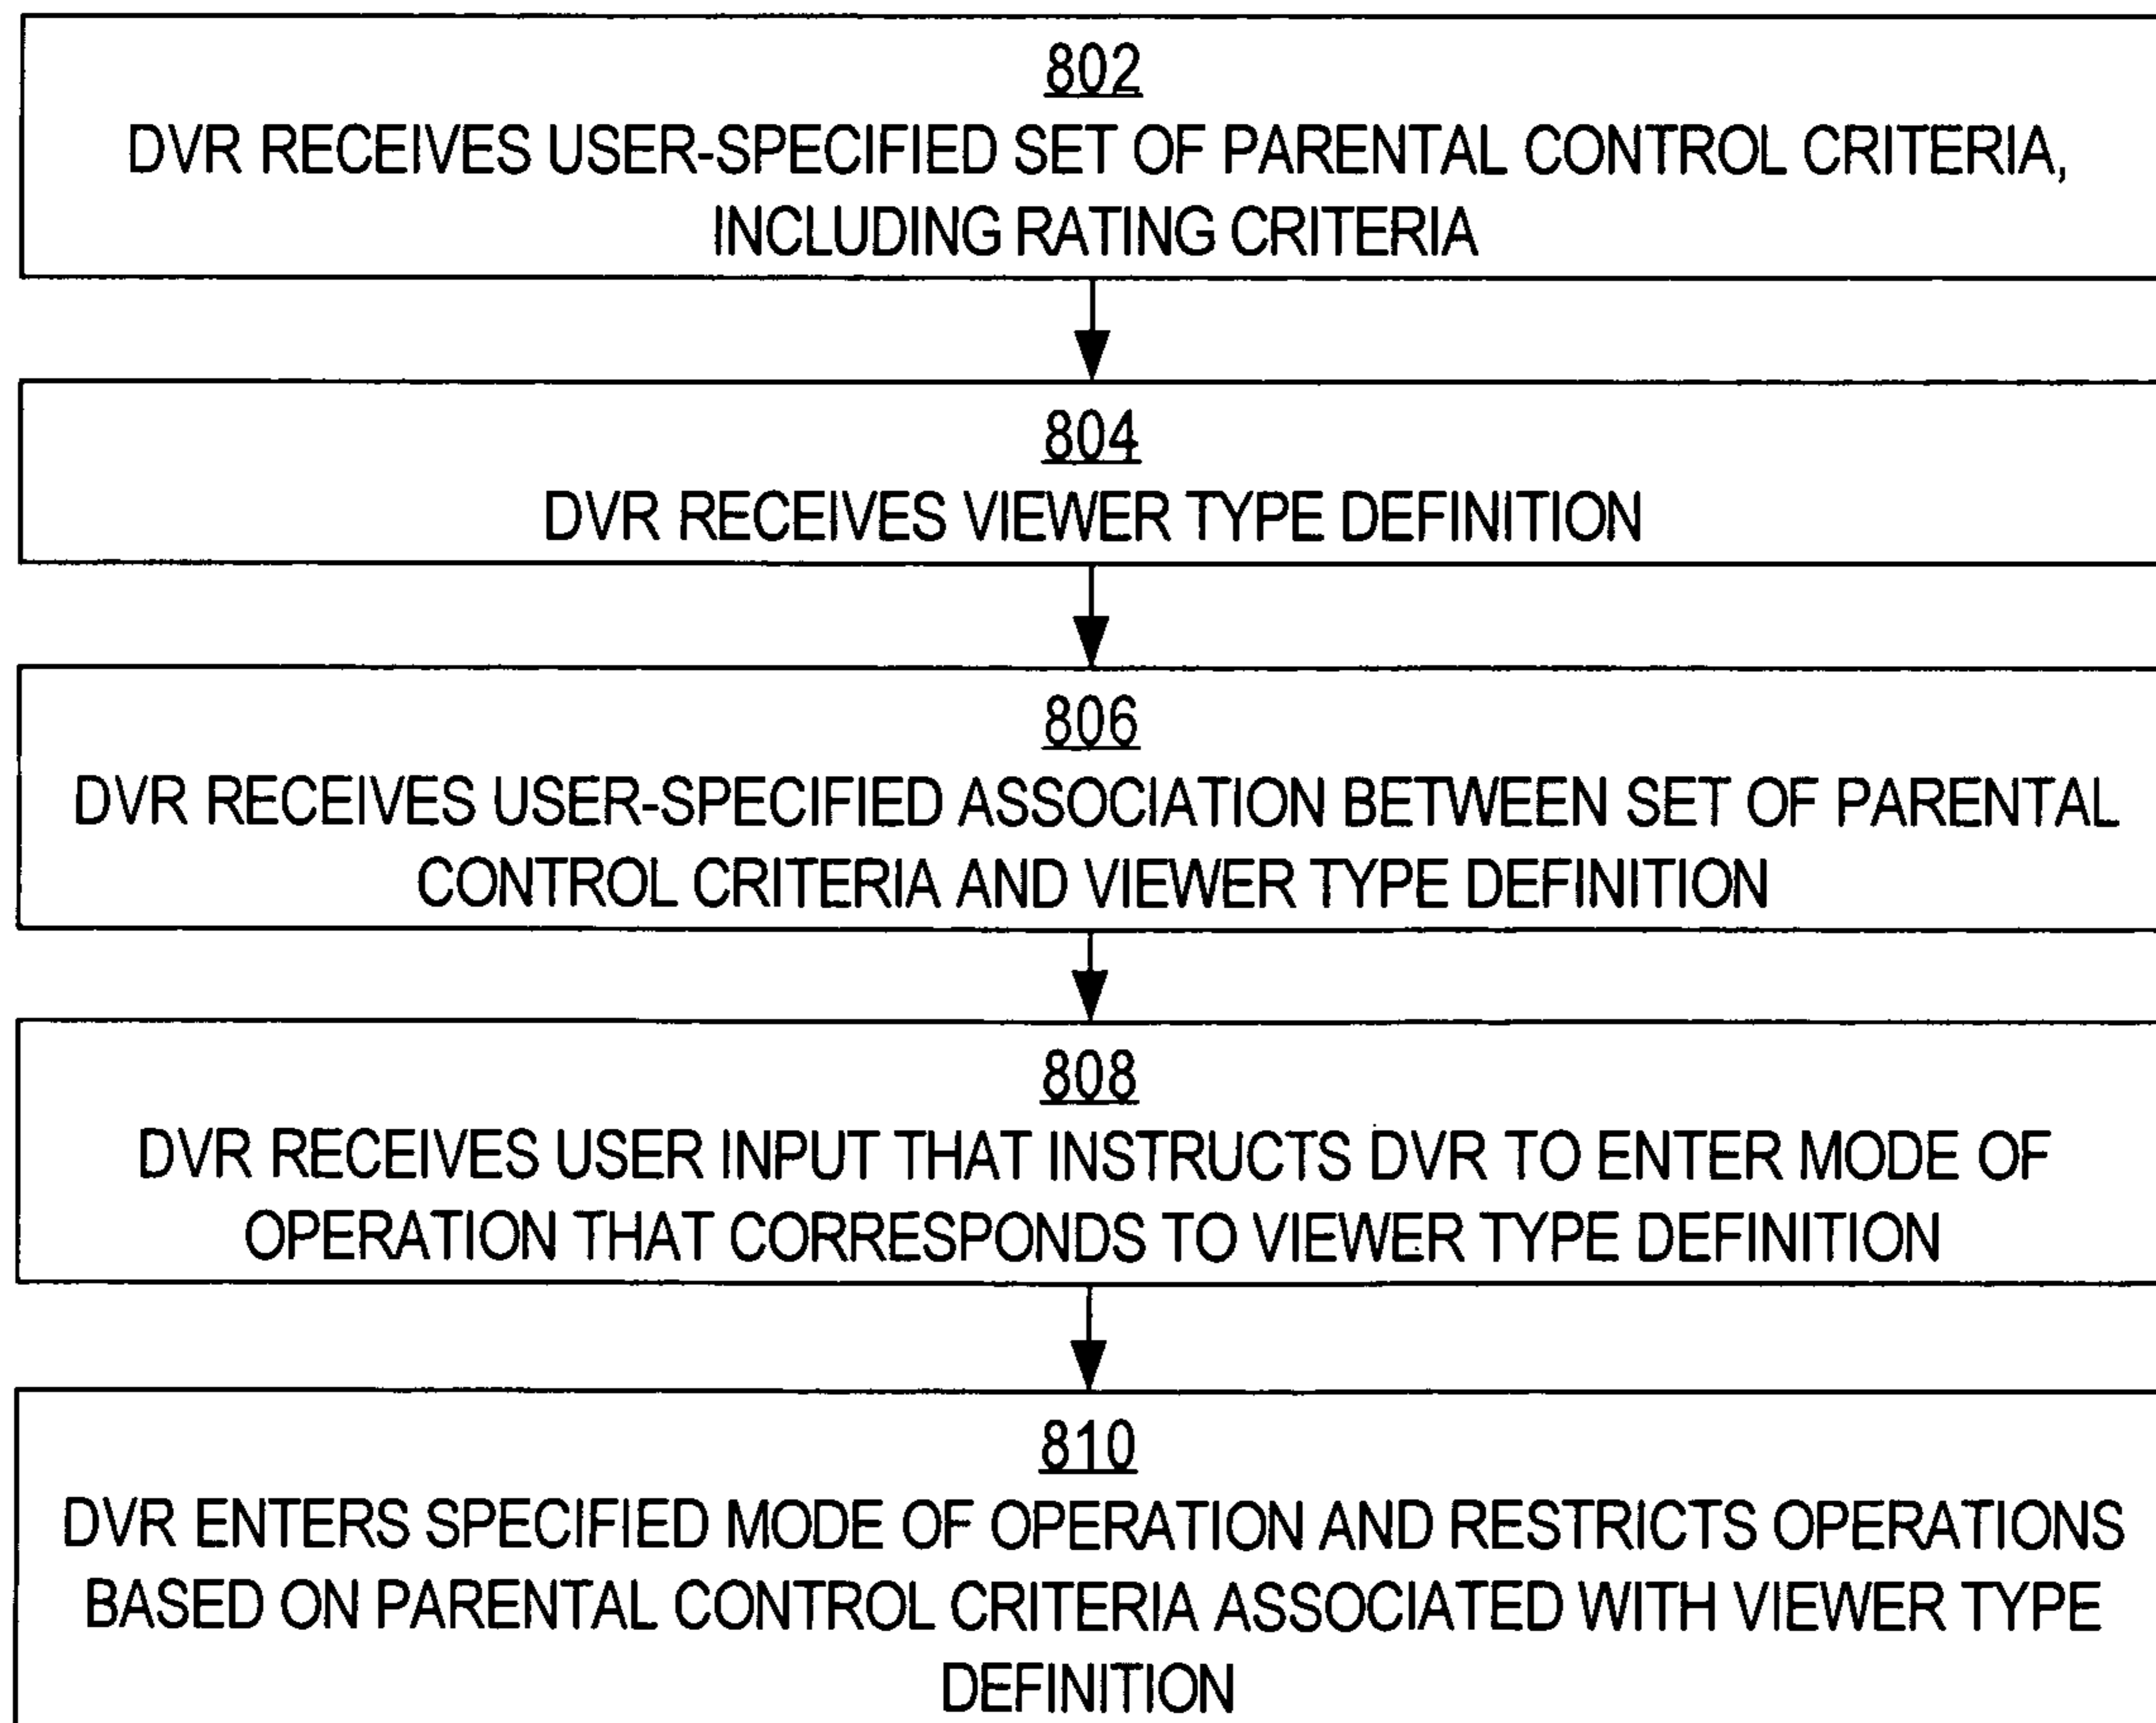 802
DVR RECEIVES USER-SPECIFIED SET OF PARENTAL CONTROL CRITERIA,
INCLUDING RATING CRITERIA
804
DVR RECEIVES VIEWER TYPE DEFINITION
806
DVR RECEIVES USER-SPECIFIED ASSOCIATION BETWEEN SET OF PARENTAL
CONTROL CRITERIA AND VIEWER TYPE DEFINITION
808
DVR RECEIVES USER INPUT THAT INSTRUCTS DVR TO ENTER MODE OF
OPERATION THAT CORRESPONDS TO VIEWER TYPE DEFINITION
810
DVR ENTERS SPECIFIED MODE OF OPERATION AND RESTRICTS OPERATIONS
BASED ON PARENTAL CONTROL CRITERIA ASSOCIATED WITH VIEWER TYPE
DEFINITION